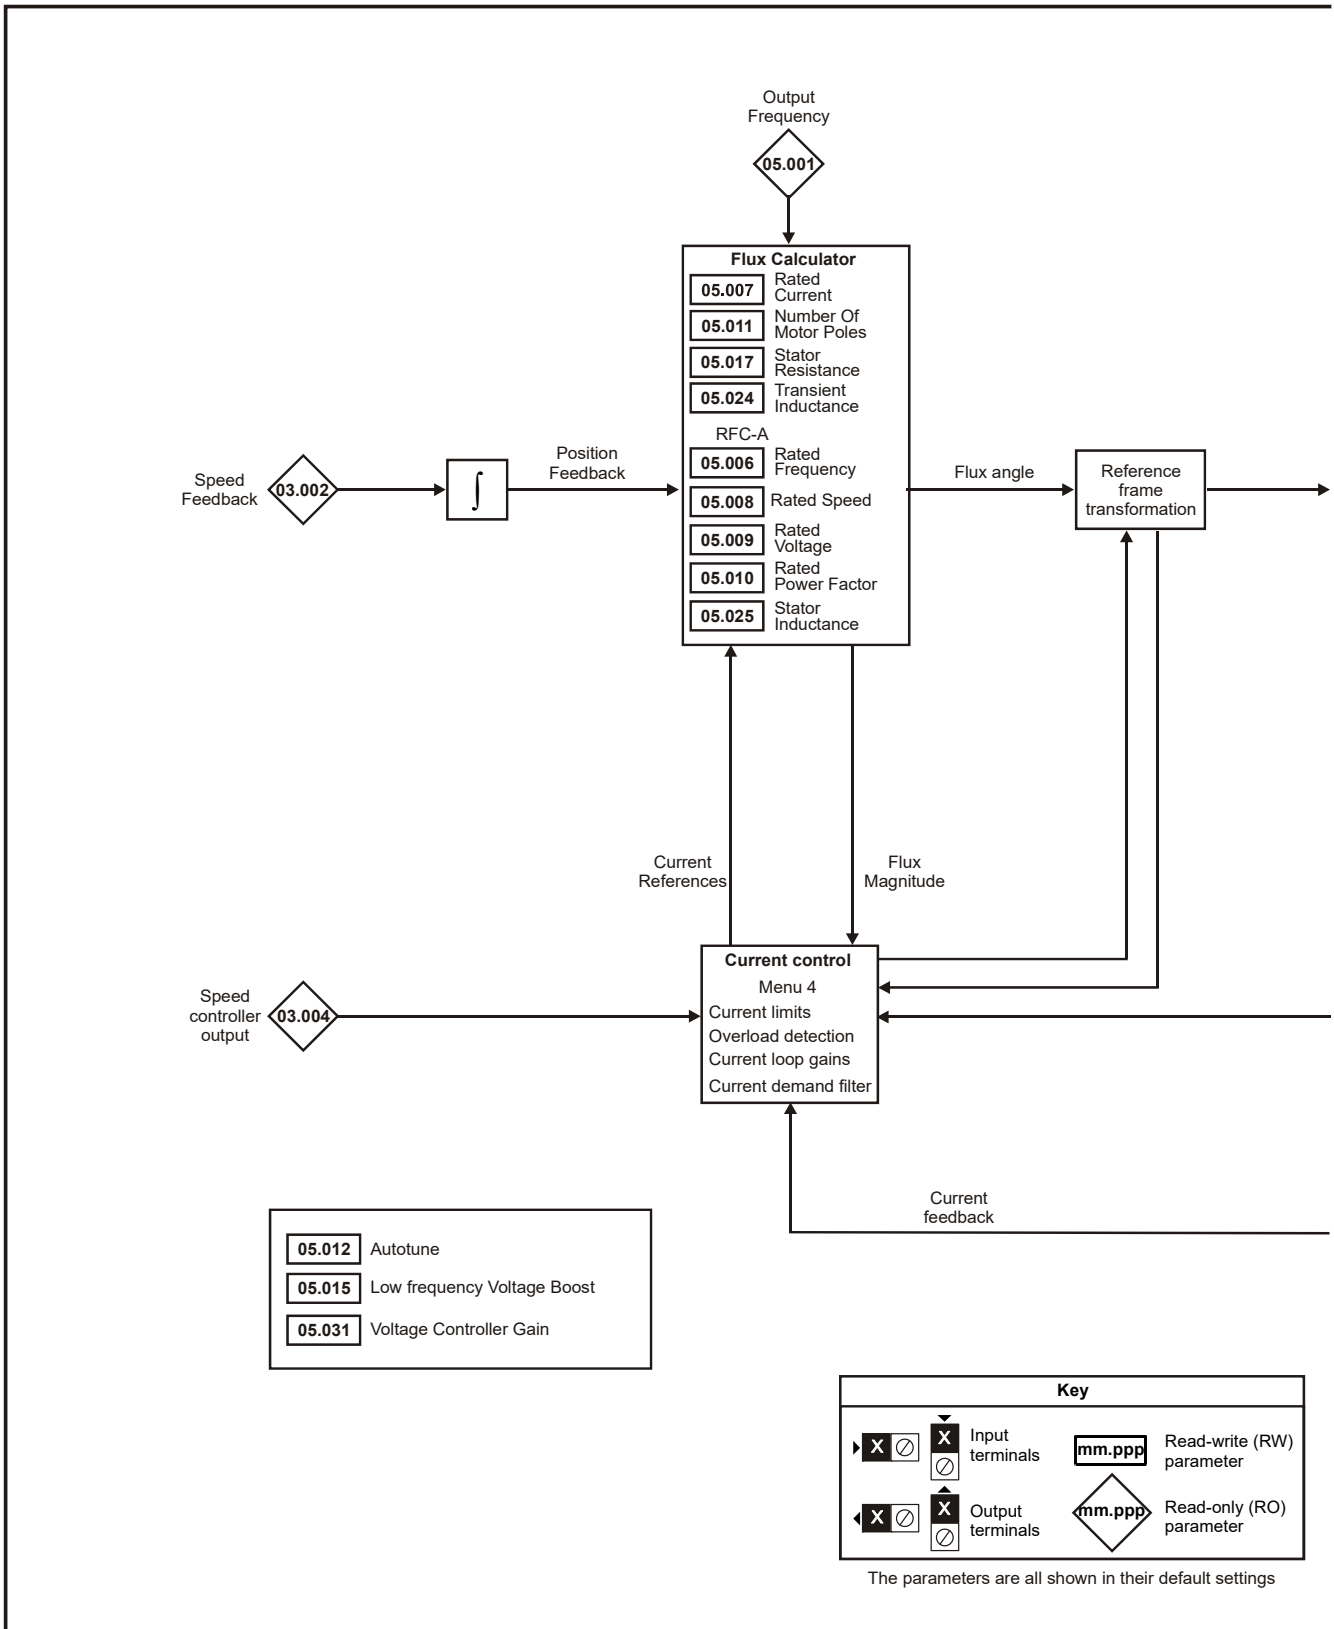 Output
Frequency
05.001
Flux Calculator
05.007 Rated
Current
05.011 Number Of
Motor Poles
05.017 Stator
Resistance
05.024 Transient
Inductance
RFC-A
05.006 Rated
Frequency
05.008 Rated Speed
05.009 Rated
Voltage
05.010 Rated
Power Factor
05.025 Stator
Inductance
Speed
Feedback
03.002
∫
Position
Feedback
Flux angle
Reference
frame
transformation
Current
References
Flux
Magnitude
Speed
controller
output
03.004
Current control
Menu 4
Current limits
Overload detection
Current loop gains
Current demand filter
Current
feedback
05.012 Autotune
05.015 Low frequency Voltage Boost
05.031 Voltage Controller Gain
Key
X X Input
terminals
mm.ppp Read-write (RW)
parameter
X X Output
terminals
mm.ppp Read-only (RO)
parameter
The parameters are all shown in their default settings